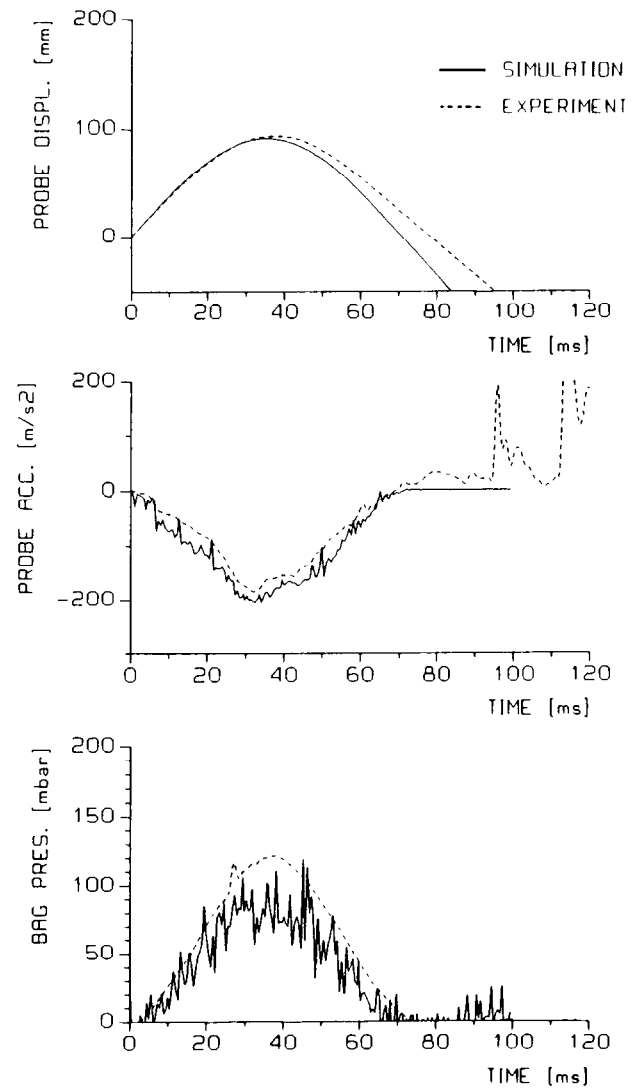 PROBE DISPL. [mm]
200
100
0
SIMULATION
EXPERIMENT
0 20 40 60 80 100 120
TIME [ms]
PROBE ACC. [m/s2]
200
0
-200
0 20 40 60 80 100 120
TIME [ms]
BAG PRES. [mbar]
200
150
100
50
0
0 20 40 60 80 100 120
TIME [ms]